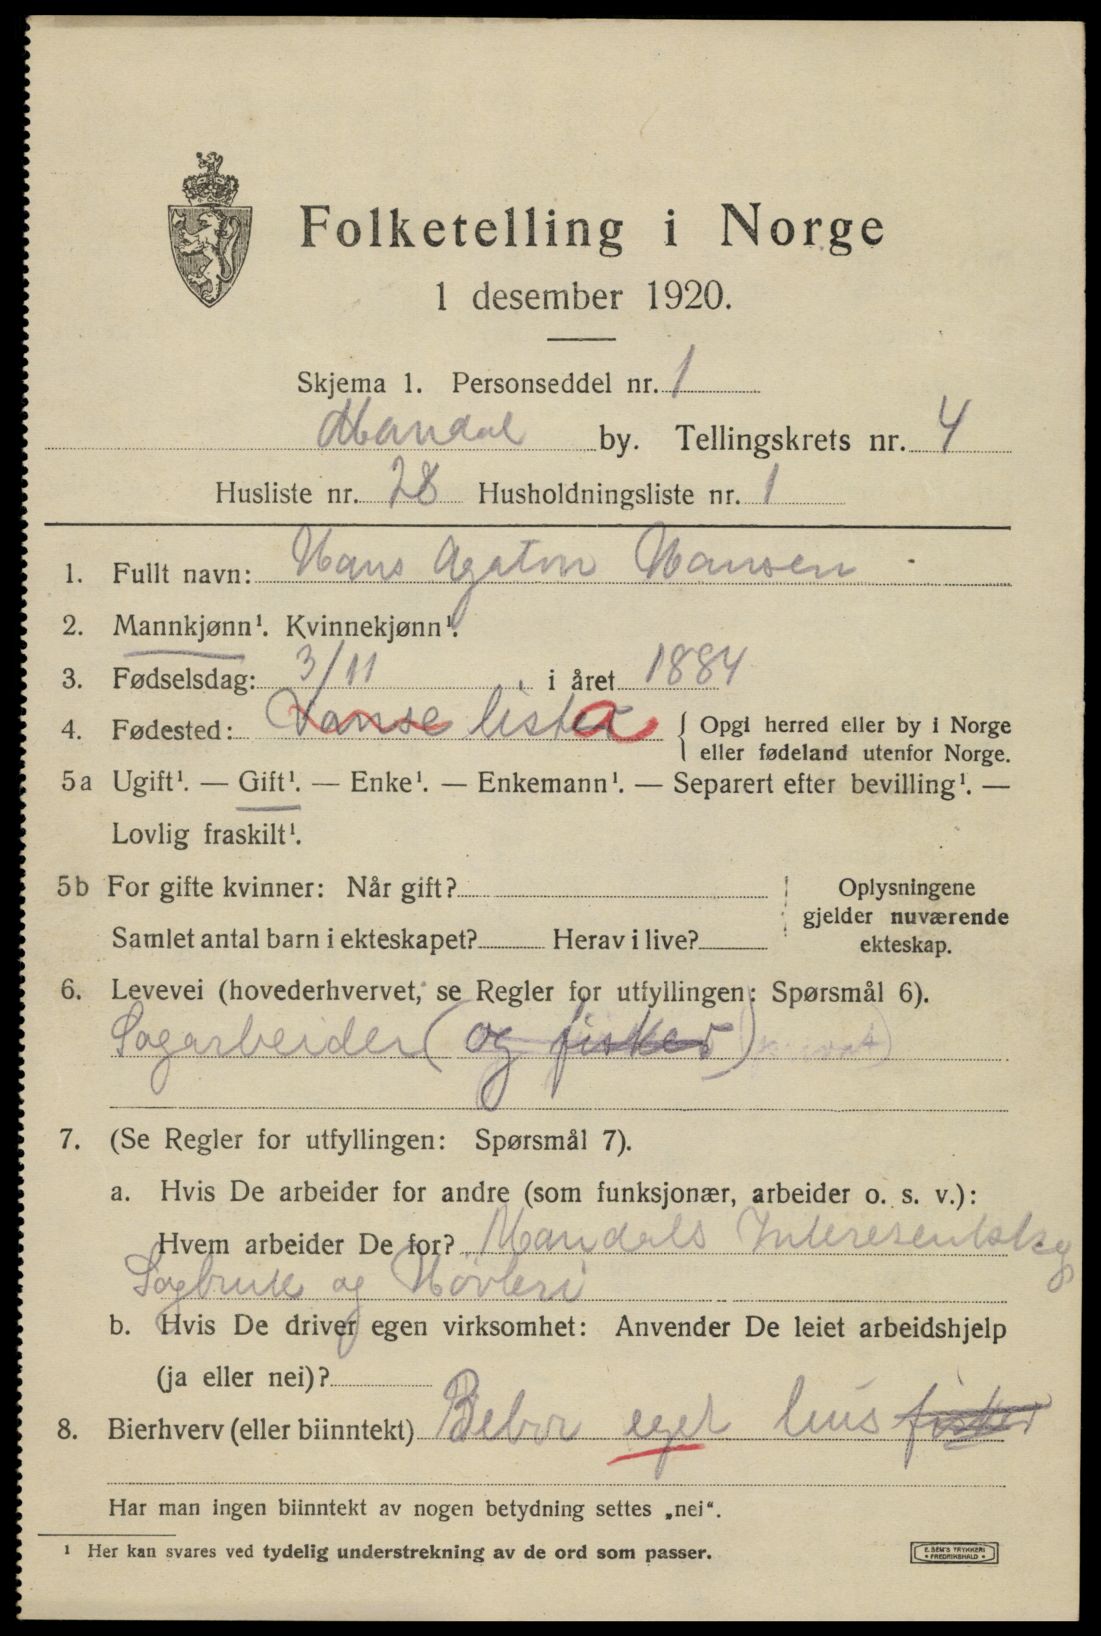 Folketelling i Norge
1 desember 1920.
Skjema 1. Personseddel nr. 1
Mandal by. Tellingskrets nr. 4
Husliste nr. 28 Husholdningsliste nr. 1
1. Fullt navn: Hans Agaton Hansen
2. Mannkjønn¹. Kvinnekjønn¹.
3. Fødselsdag: 3/11 i året 1884
4. Fødested: Vanse lista { Opgi herred eller by i Norge
eller fødeland utenfor Norge.
5a Ugift¹. — Gift¹. — Enke¹. — Enkemann¹. — Separert efter bevilling¹. —
Lovlig fraskilt¹.
5b For gifte kvinner: Når gift?
Samlet antal barn i ekteskapet? Herav i live?
Oplysningene
gjelder nuværende
ekteskap.
6. Levevei (hovederhvervet, se Regler for utfyllingen: Spørsmål 6).
Sagarbeider (og fisker) privat)
7. (Se Regler for utfyllingen: Spørsmål 7).
a. Hvis De arbeider for andre (som funksjonær, arbeider o. s. v.):
Hvem arbeider De for? Mandals Interesentskg
Sagbruk og Høvleri
b. Hvis De driver egen virksomhet: Anvender De leiet arbeidshjelp
(ja eller nei)?
8. Bierhverv (eller biinntekt) Bebor eget hus fisker
Har man ingen biinntekt av nogen betydning settes „nei“.
¹ Her kan svares ved tydelig understrekning av de ord som passer.
E. SEM'S TRYKKERI
• FREDRIKSHALD •